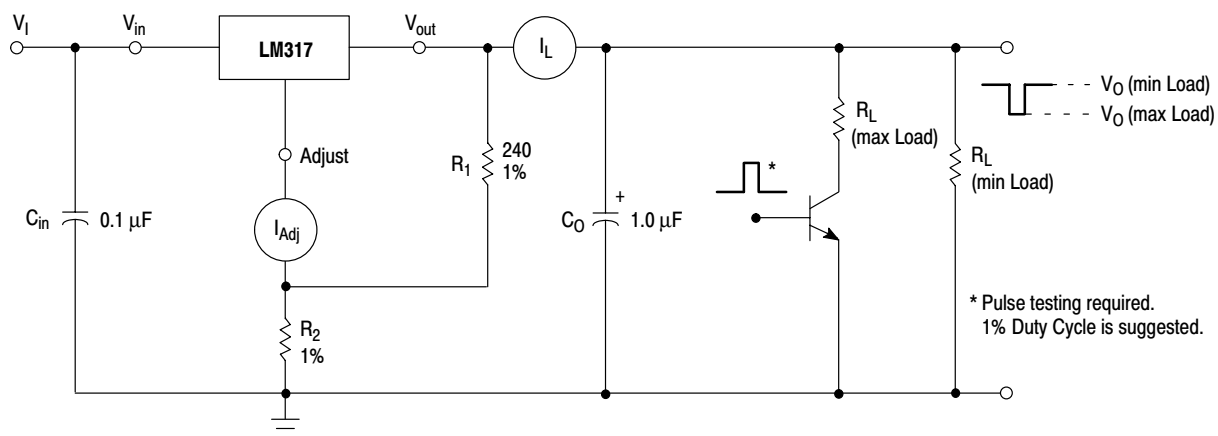 V_I
V_in
LM317
V_out
I_L
V_O (min Load)
V_O (max Load)
R_L
(max Load)
Adjust
R_1
240
1%
*
R_L
(min Load)
C_in
0.1 μF
I_Adj
+
C_O
1.0 μF
R_2
1%
* Pulse testing required.
1% Duty Cycle is suggested.